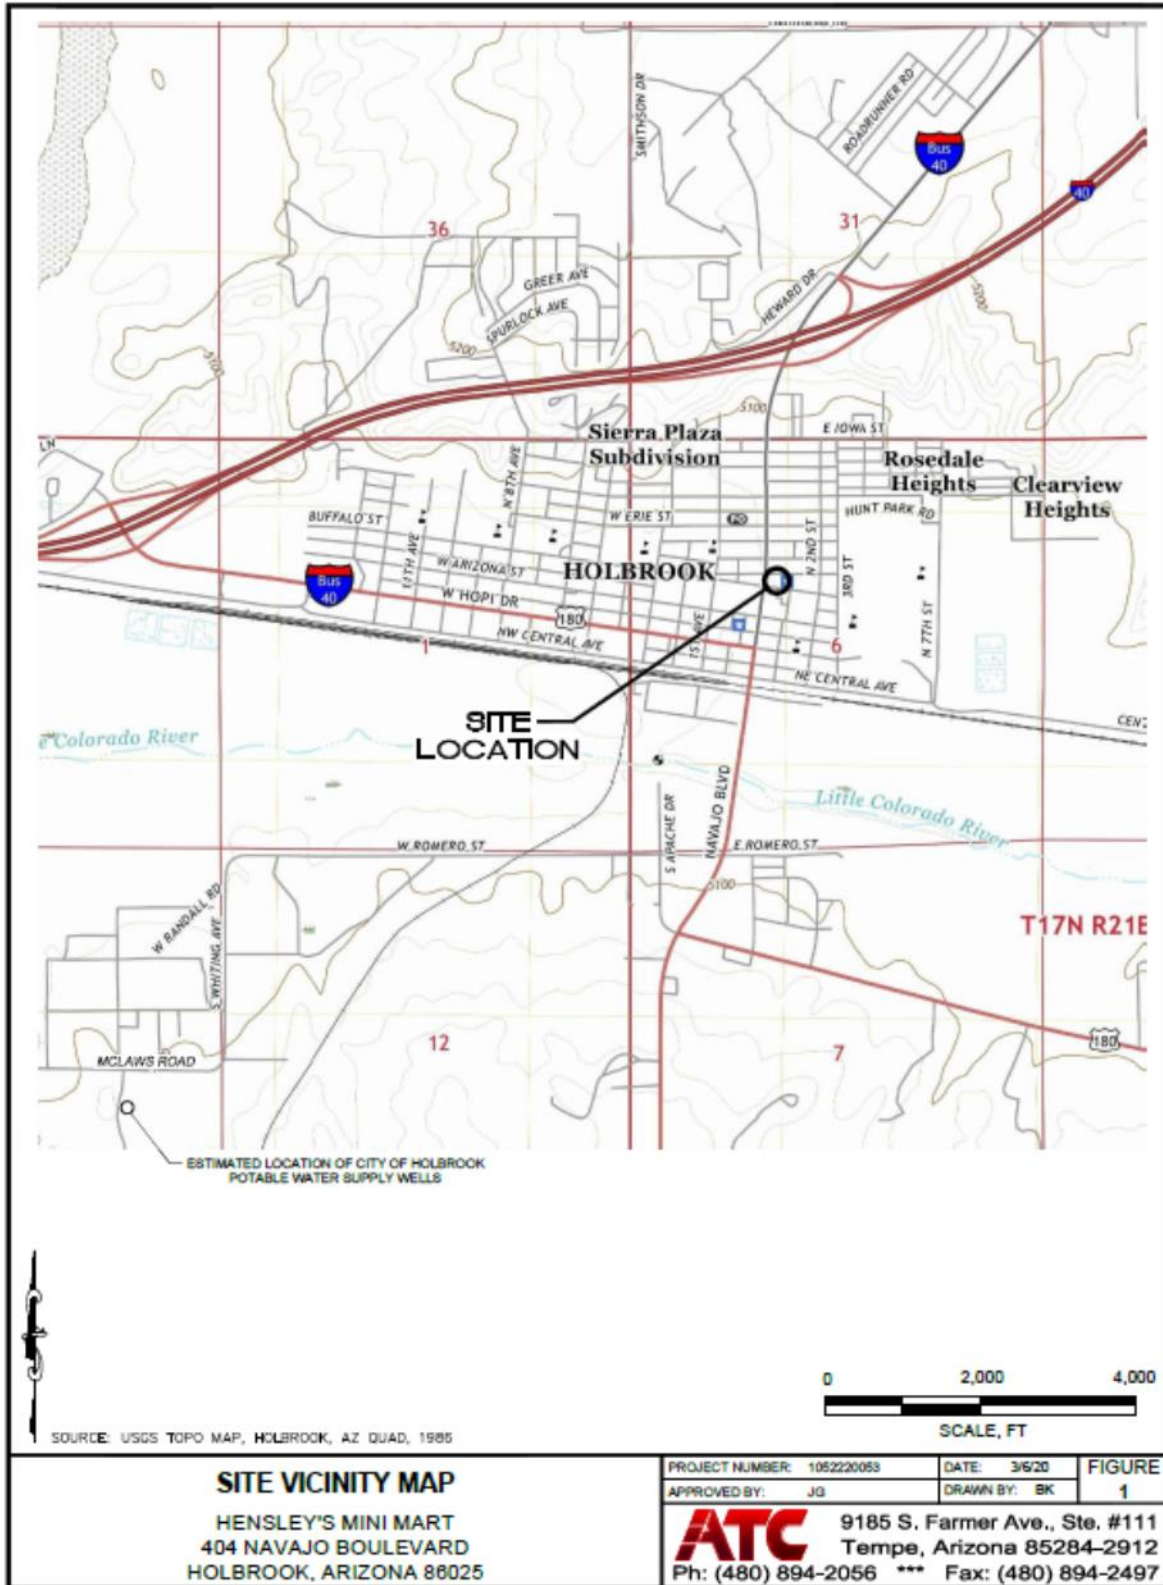 SMITHSON DR
ROADRUNNER RD
Bus
40
40
36
31
GREER AVE
SPURLOCK AVE
HEWARD DR
5200
5200
5100
5100
E IOWA ST
LN
Sierra Plaza
Subdivision
Rosedale
Heights
Clearview
Heights
N 8TH AVE
BUFFALO ST
W ERIE ST
PO
HUNT PARK RD
11TH AVE
W ARIZONA ST
HOLBROOK
N 2ND ST
3RD ST
Bus
40
W HOPI DR
180
NW CENTRAL AVE
1ST AVE
N 7TH ST
1
6
NE CENTRAL AVE
SITE
LOCATION
e Colorado River
NAVAJO BLVD
Little Colorado River
S APACHE DR
W ROMERO ST
E ROMERO ST
5100
W RANDALL RD
S WHITING AVE
T17N R21E
12
7
180
MCLAWS ROAD
ESTIMATED LOCATION OF CITY OF HOLBROOK
POTABLE WATER SUPPLY WELLS
0 2,000 4,000
SCALE, FT
SOURCE: USGS TOPO MAP, HOLBROOK, AZ QUAD, 1986
SITE VICINITY MAP
HENSLEY'S MINI MART
404 NAVAJO BOULEVARD
HOLBROOK, ARIZONA 86025
PROJECT NUMBER: 1052220053
DATE: 3/6/20
FIGURE
1
APPROVED BY: JG
DRAWN BY: BK
ATC
9185 S. Farmer Ave., Ste. #111
Tempe, Arizona 85284-2912
Ph: (480) 894-2056 *** Fax: (480) 894-2497